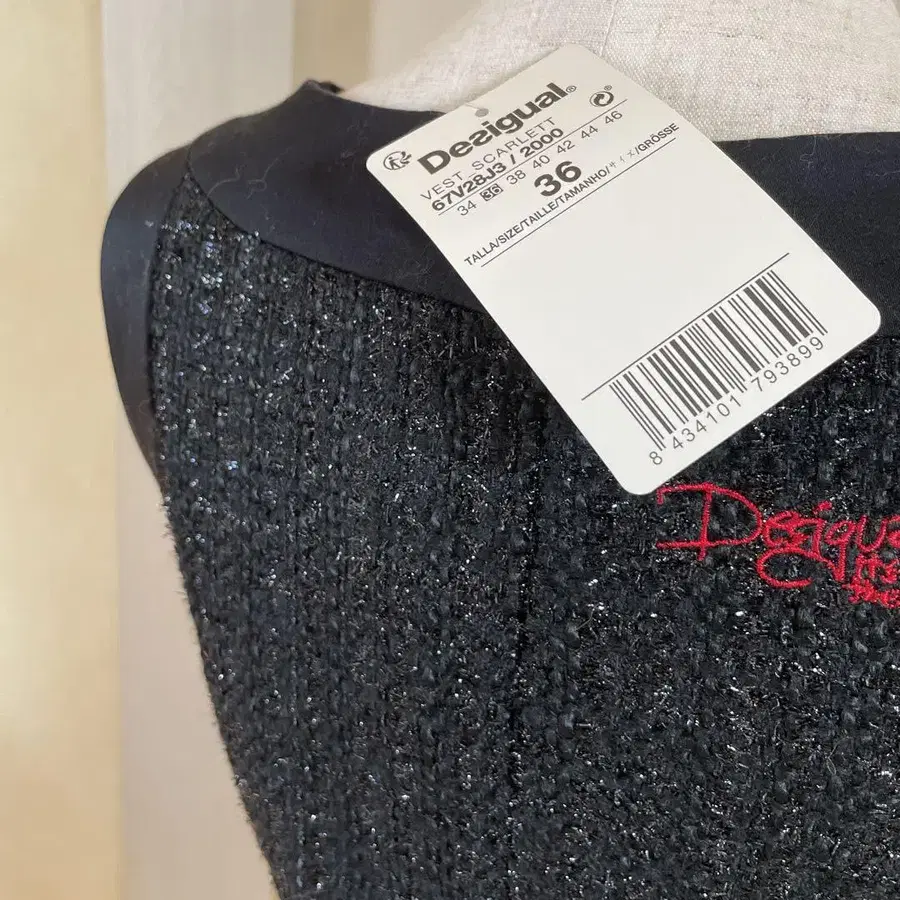 Desigual®
VEST_SCARLETT
67V28J3 / 2000
34 36 38 40 42 44 46
36
TALLA/SIZE/TAILLE/TAMANHO/サイズ/GRÖSSE
8 434101 793899
Desigua